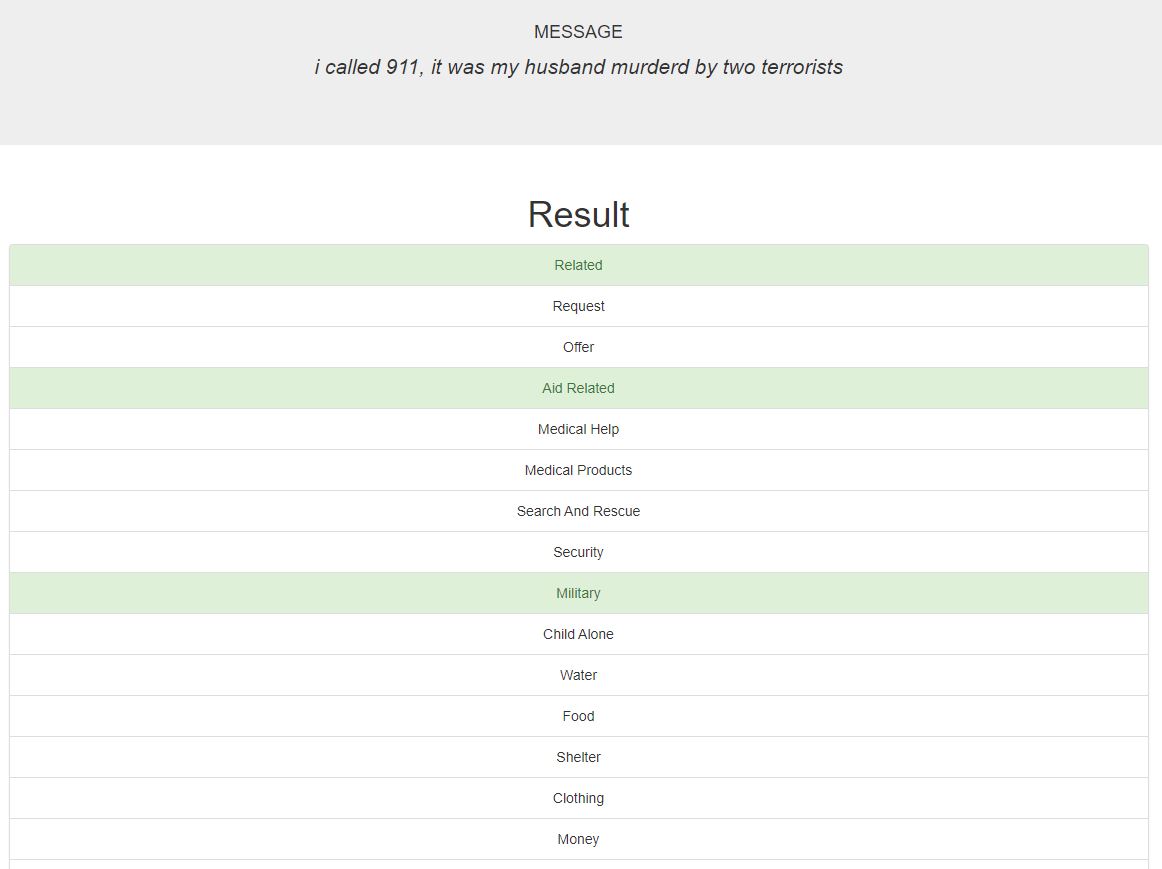 MESSAGE
i called 911, it was my husband murderd by two terrorists
Result
Related
Request
Offer
Aid Related
Medical Help
Medical Products
Search And Rescue
Security
Military
Child Alone
Water
Food
Shelter
Clothing
Money